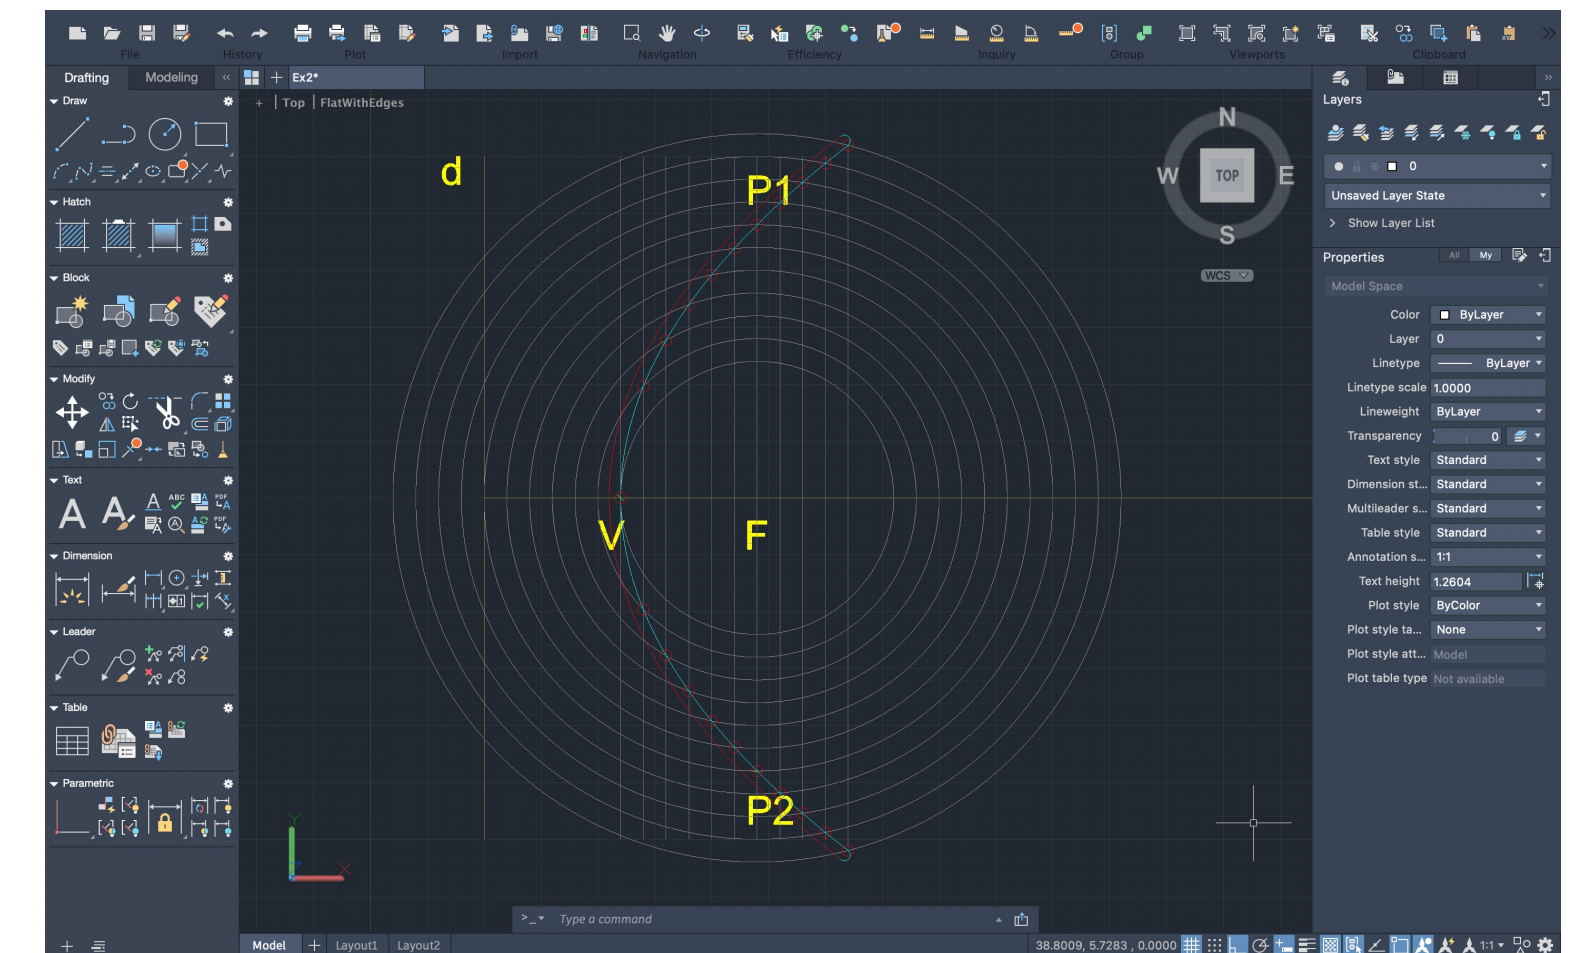 File History Plot Import Navigation Efficiency Inquiry Group Viewports Clipboard
Drafting Modeling Ex2*
Draw
Hatch
Block
Modify
Text
ABC PDF
A A A A A
PDF
Dimension
Leader
Table
Parametric
+ | Top | FlatWithEdges
d
P1
V
F
P2
N
W TOP E
S
WCS
Y
X
>_ Type a command
Model + Layout1 Layout2
38.8009, 5.7283 , 0.0000
1:1
Layers
0
Unsaved Layer State
> Show Layer List
Properties All My
Model Space
Color ByLayer
Layer 0
Linetype ByLayer
Linetype scale 1.0000
Lineweight ByLayer
Transparency 0
Text style Standard
Dimension st... Standard
Multileader s... Standard
Table style Standard
Annotation s... 1:1
Text height 1.2604
Plot style ByColor
Plot style ta... None
Plot style att... Model
Plot table type Not available